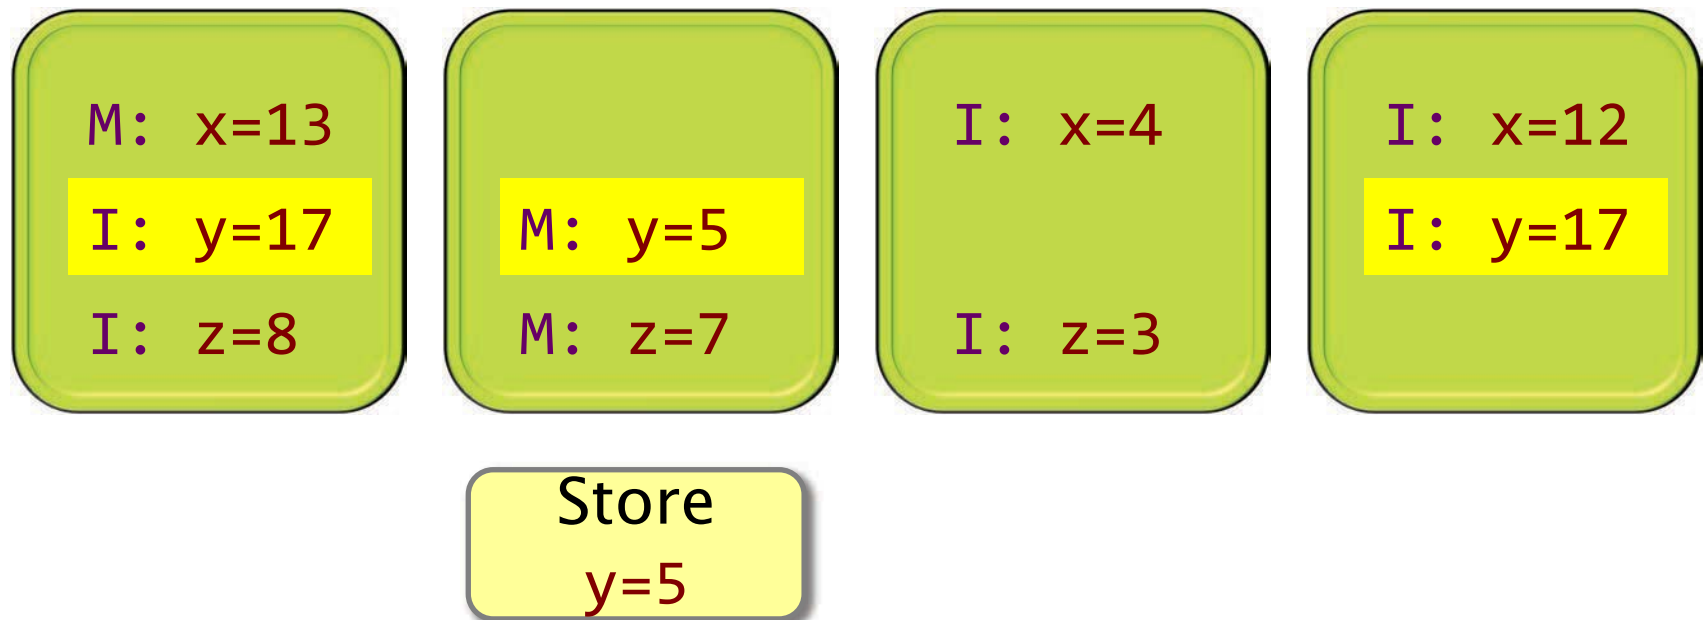 M: x=13
I: y=17
I: z=8
M: y=5
M: z=7
I: x=4
I: z=3
I: x=12
I: y=17
Store
y=5